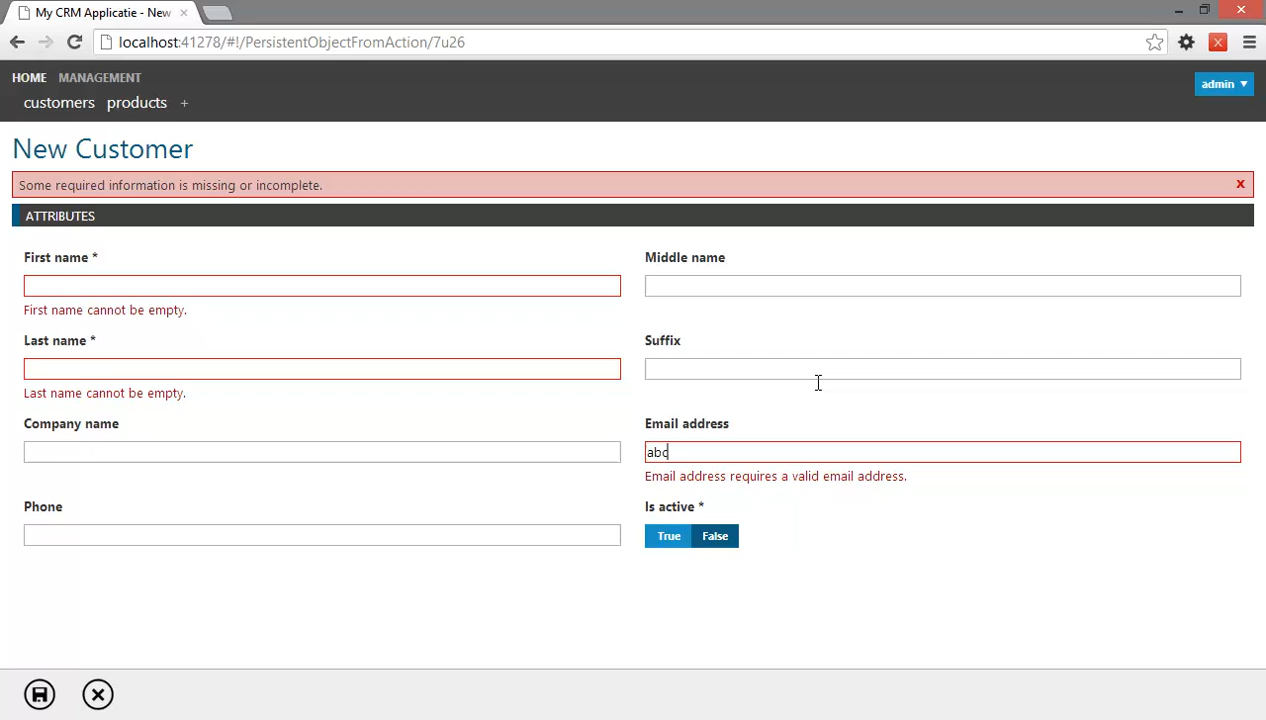 My CRM Applicatie - New
localhost:41278/#!/PersistentObjectFromAction/7u26
HOME MANAGEMENT
admin
customers products +
New Customer
Some required information is missing or incomplete.
x
ATTRIBUTES
First name *
Middle name
First name cannot be empty.
Last name *
Suffix
Last name cannot be empty.
Company name
Email address
abc
Email address requires a valid email address.
Phone
Is active *
True False